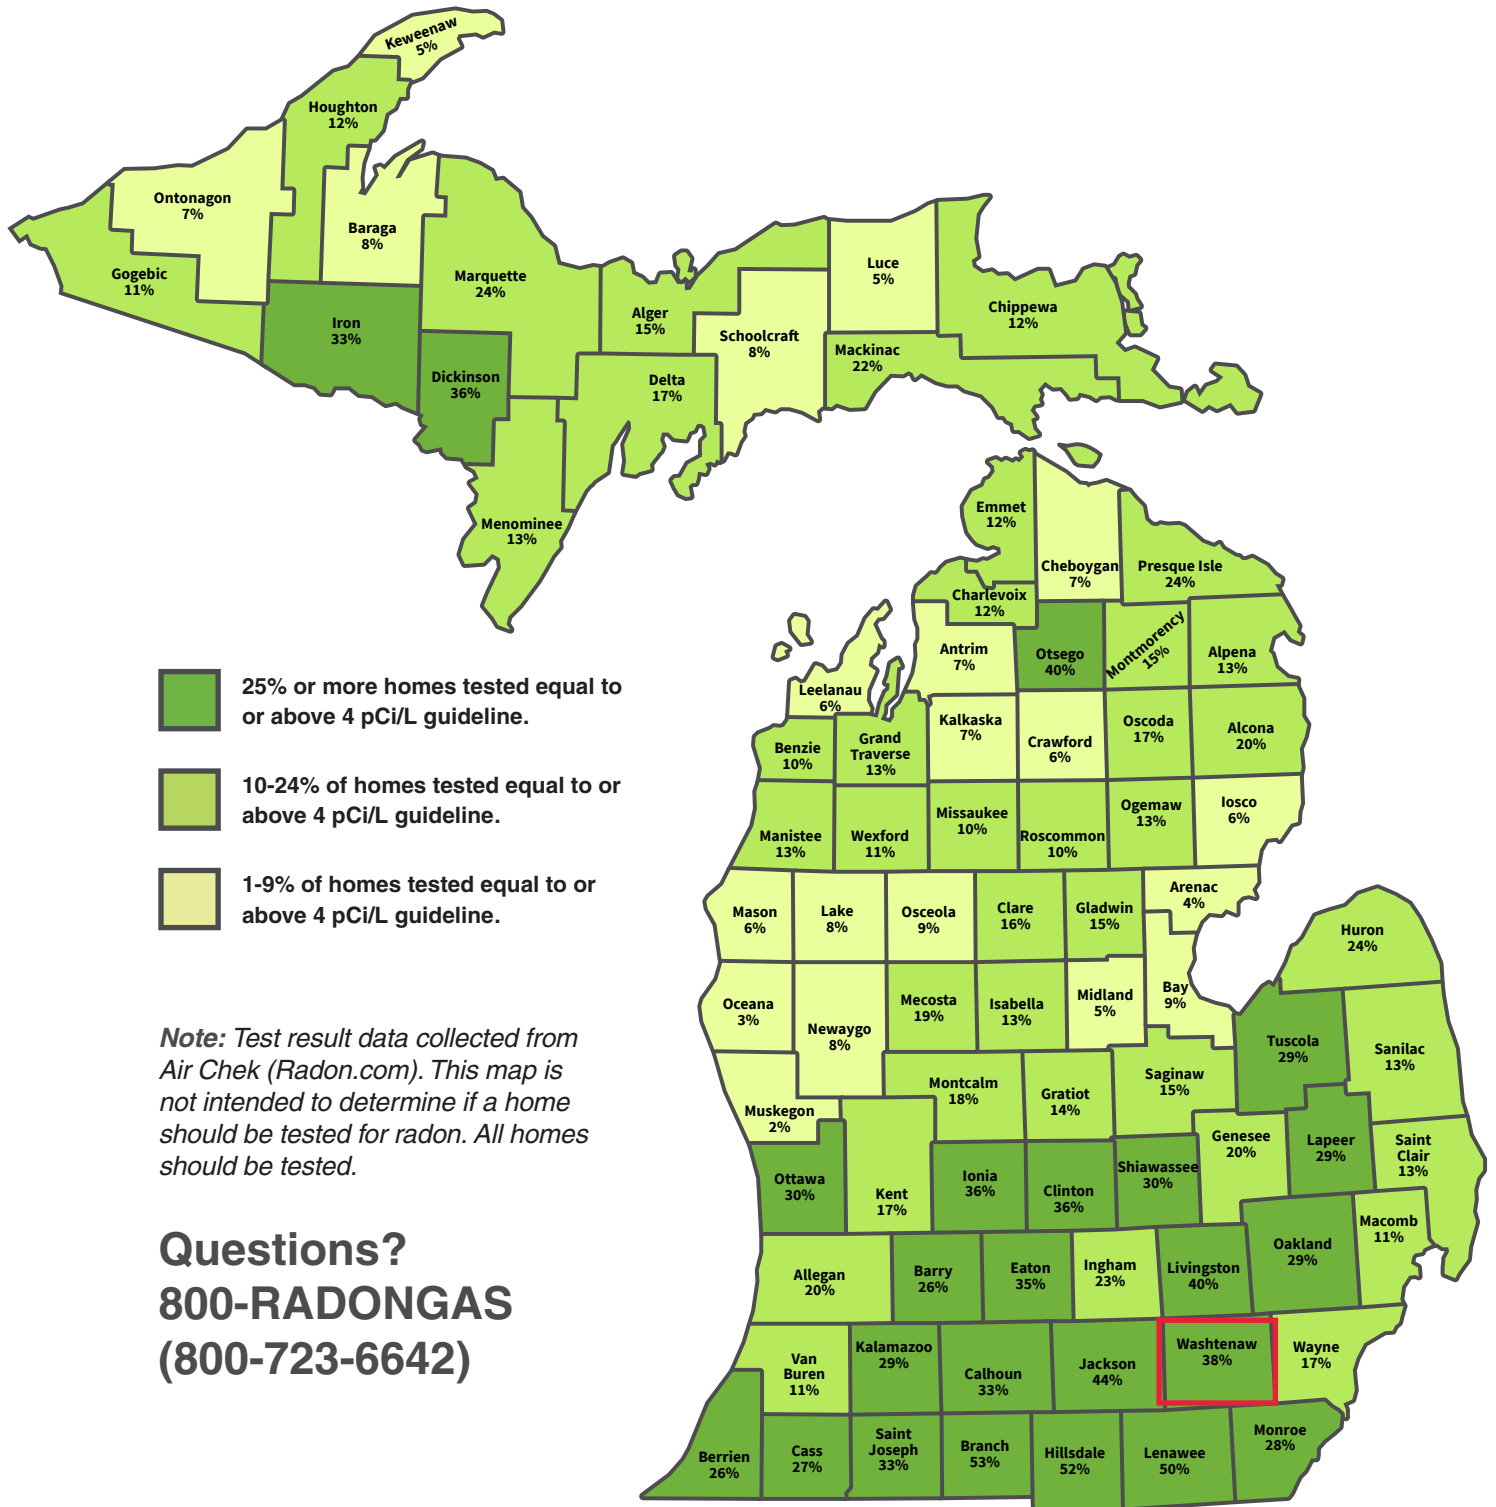 Keweenaw
5%
Houghton
12%
Ontonagon
7%
Baraga
8%
Gogebic
11%
Marquette
24%
Iron
33%
Dickinson
36%
Alger
15%
Delta
17%
Schoolcraft
8%
Luce
5%
Chippewa
12%
Mackinac
22%
Menominee
13%
Emmet
12%
Cheboygan
7%
Presque Isle
24%
Charlevoix
12%
Antrim
7%
Otsego
40%
Montmorency
15%
Alpena
13%
Leelanau
6%
Benzie
10%
Grand
Traverse
13%
Kalkaska
7%
Crawford
6%
Oscoda
17%
Alcona
20%
Manistee
13%
Wexford
11%
Missaukee
10%
Roscommon
10%
Ogemaw
13%
Iosco
6%
Mason
6%
Lake
8%
Osceola
9%
Clare
16%
Gladwin
15%
Arenac
4%
Huron
24%
Oceana
3%
Newaygo
8%
Mecosta
19%
Isabella
13%
Midland
5%
Bay
9%
Tuscola
29%
Sanilac
13%
Muskegon
2%
Montcalm
18%
Gratiot
14%
Saginaw
15%
Genesee
20%
Lapeer
29%
Saint
Clair
13%
Ottawa
30%
Kent
17%
Ionia
36%
Clinton
36%
Shiawassee
30%
Macomb
11%
Allegan
20%
Barry
26%
Eaton
35%
Ingham
23%
Livingston
40%
Oakland
29%
Van
Buren
11%
Kalamazoo
29%
Calhoun
33%
Jackson
44%
Washtenaw
38%
Wayne
17%
Berrien
26%
Cass
27%
Saint
Joseph
33%
Branch
53%
Hillsdale
52%
Lenawee
50%
Monroe
28%
25% or more homes tested equal to
or above 4 pCi/L guideline.
10-24% of homes tested equal to or
above 4 pCi/L guideline.
1-9% of homes tested equal to or
above 4 pCi/L guideline.
Note: Test result data collected from
Air Chek (Radon.com). This map is
not intended to determine if a home
should be tested for radon. All homes
should be tested.
Questions?
800-RADONGAS
(800-723-6642)